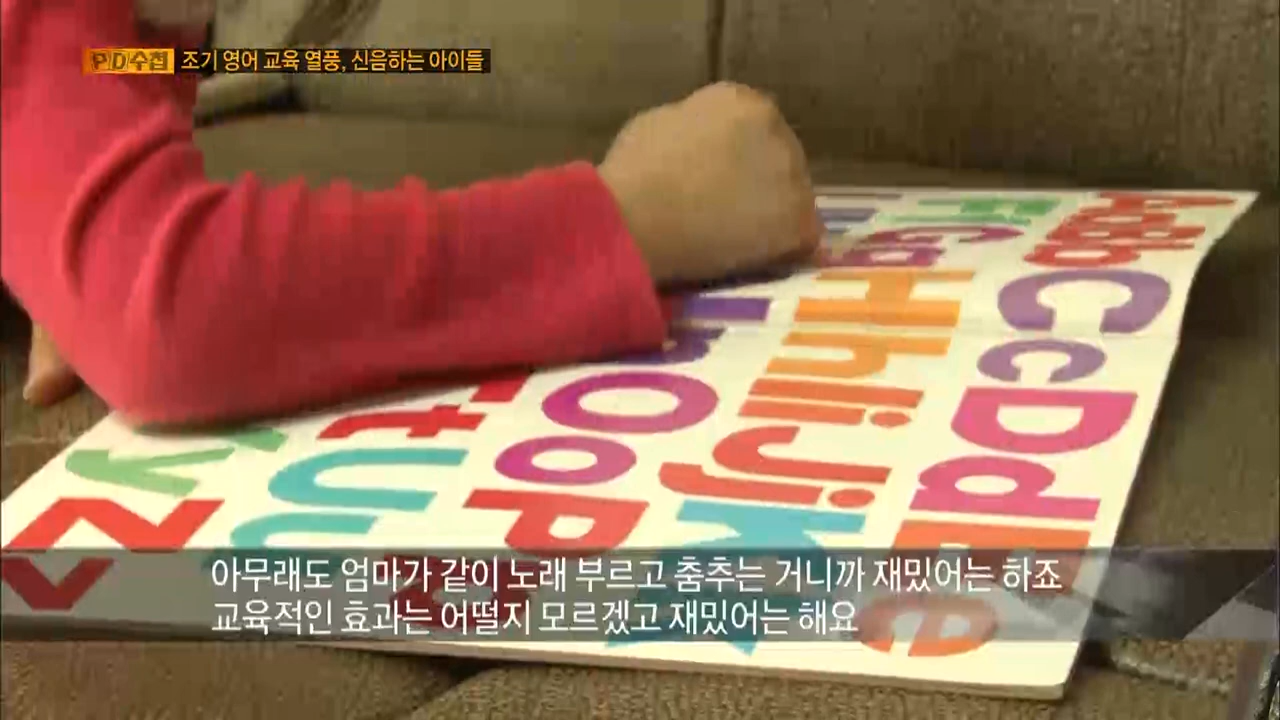 PD수첩 조기 영어 교육 열풍, 신음하는 아이들
A a B b
C c D d E e
G
H h I i J j K
O o P
t U u
y Z z
아무래도 엄마가 같이 노래 부르고 춤추는 거니까 재밌어는 하죠
교육적인 효과는 어떨지 모르겠고 재밌어는 해요